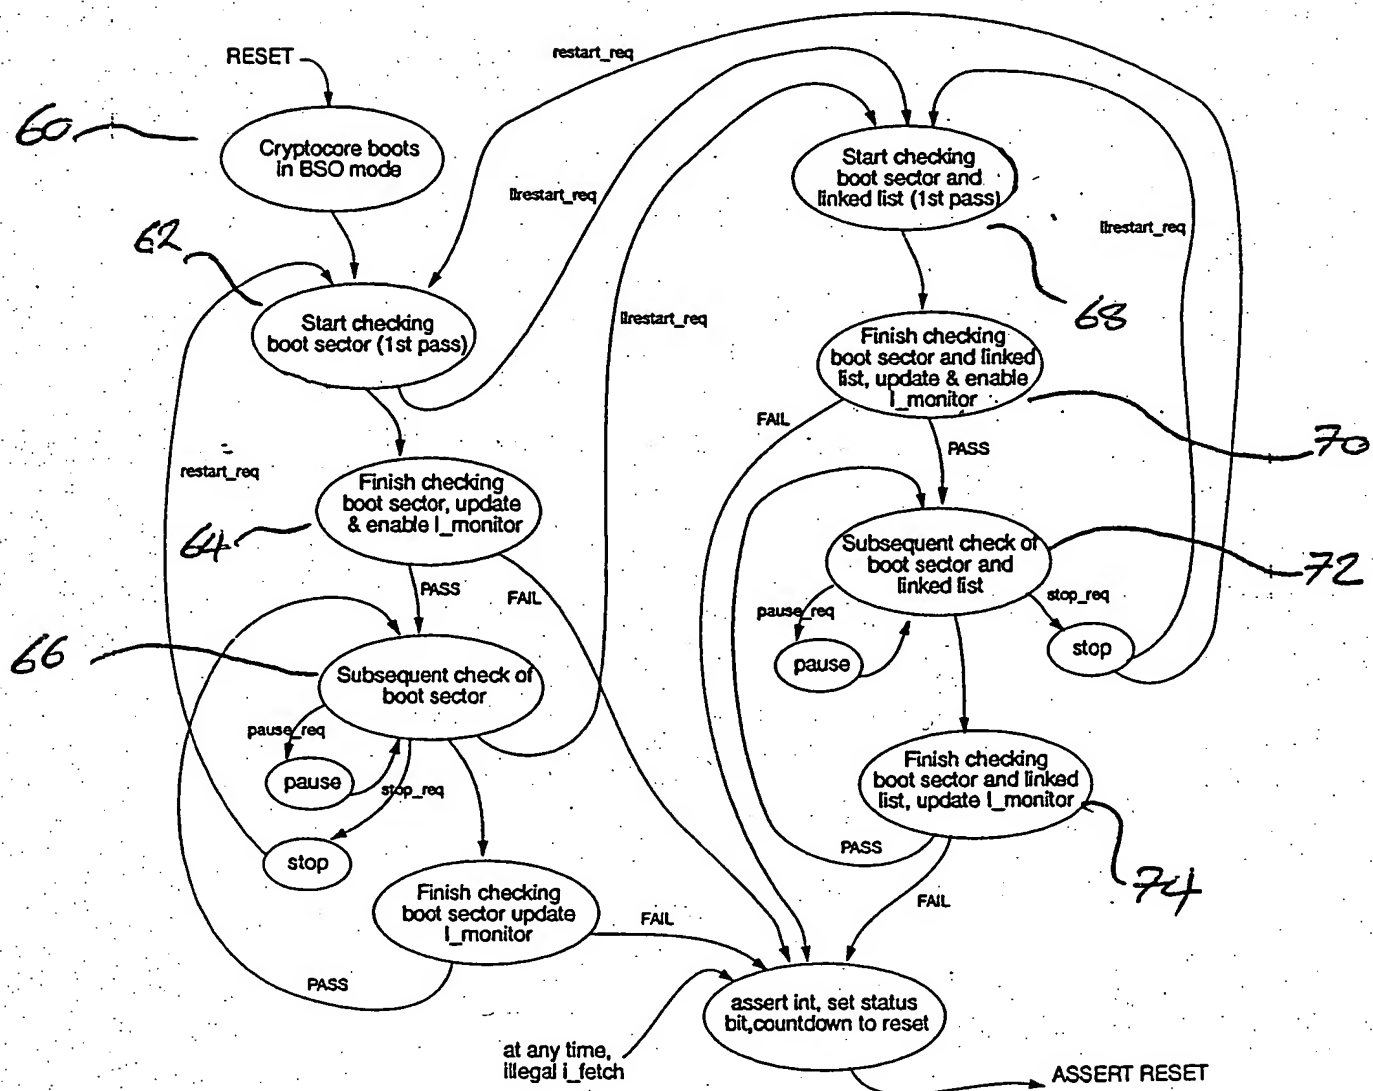 RESET
restart_req
60
Cryptocore boots
in BSO mode
Start checking
boot sector and
linked list (1st pass)
llrestart_req
llrestart_req
62
68
Start checking
boot sector (1st pass)
llrestart_req
Finish checking
boot sector and linked
list, update & enable
I_monitor
FAIL
70
PASS
restart_req
Finish checking
boot sector, update
& enable I_monitor
64
Subsequent check of
boot sector and
linked list
72
PASS
FAIL
pause_req
stop_req
66
pause
stop
Subsequent check of
boot sector
pause_req
pause
stop_req
Finish checking
boot sector and linked
list, update I_monitor
PASS
74
stop
Finish checking
boot sector update
I_monitor
FAIL
FAIL
PASS
assert int, set status
bit,countdown to reset
at any time,
illegal i_fetch
ASSERT RESET